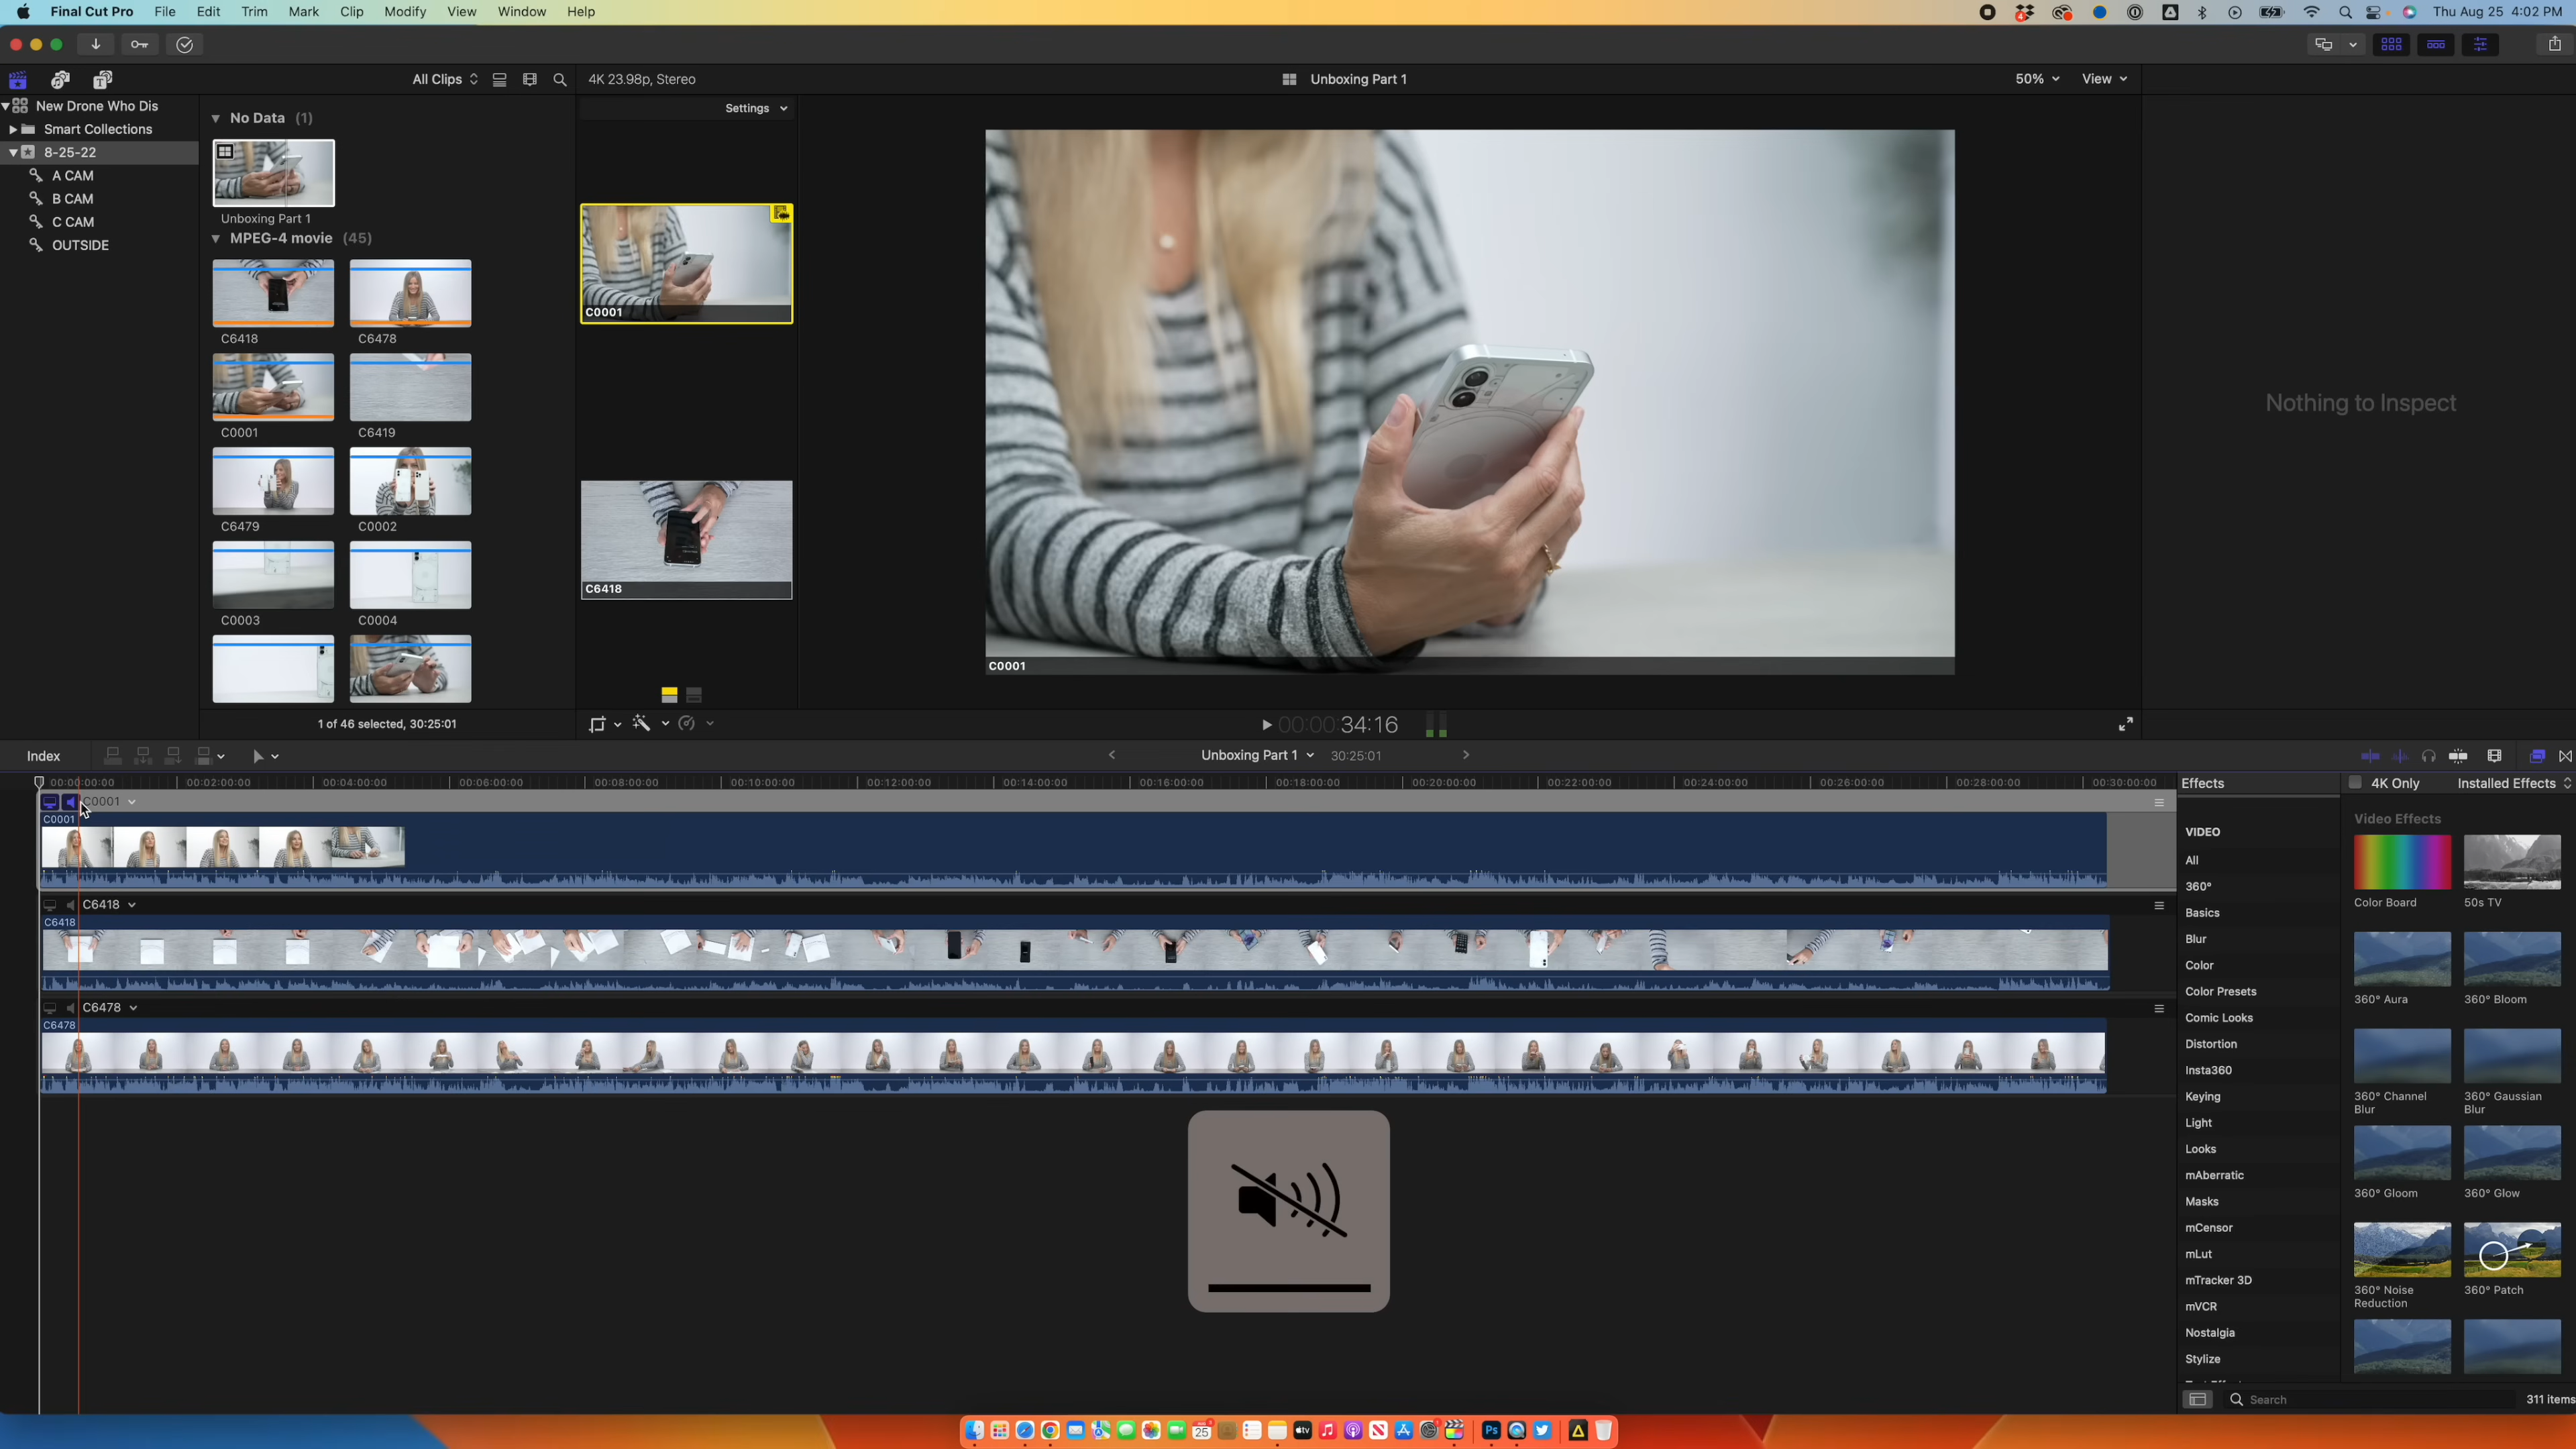 Final Cut Pro File Edit Trim Mark Clip Modify View Window Help
Thu Aug 25 4:02 PM
All Clips
4K 23.98p, Stereo
Unboxing Part 1
50%
View
New Drone Who Dis
Smart Collections
8-25-22
A CAM
B CAM
C CAM
OUTSIDE
No Data (1)
Unboxing Part 1
MPEG-4 movie (45)
C6418
C6478
C0001
C6419
C6479
C0002
C0003
C0004
1 of 46 selected, 30:25:01
Settings
C0001
C6418
C0001
Nothing to Inspect
00:00:34:16
Index
Unboxing Part 1
30:25:01
00:00:00:00 00:02:00:00 00:04:00:00 00:06:00:00 00:08:00:00 00:10:00:00 00:12:00:00 00:14:00:00 00:16:00:00 00:18:00:00 00:20:00:00 00:22:00:00 00:24:00:00 00:26:00:00 00:28:00:00 00:30:00:00
C0001
C0001
C6418
C6418
C6478
C6478
Effects
4K Only
Installed Effects
VIDEO
All
360°
Basics
Blur
Color
Color Presets
Comic Looks
Distortion
Insta360
Keying
Light
Looks
mAberratic
Masks
mCensor
mLut
mTracker 3D
mVCR
Nostalgia
Stylize
Video Effects
Color Board
50s TV
360° Aura
360° Bloom
360° Channel
Blur
360° Gaussian
Blur
360° Gloom
360° Glow
360° Noise
Reduction
360° Patch
Search
311 items
25
tv
Ps